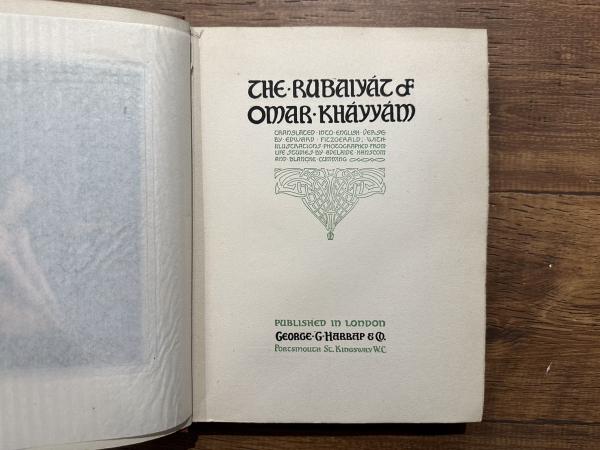 THE·RUBAIYÁT of
OMAR·KHÁYYÁM
TRANSLATED·INTO·ENGLISH·VERSE·
BY·EDWARD·FITZGERALD; WITH·
ILLUSTRATIONS·PHOTOGRAPHED·FROM
LIFE STUDIES·BY·ADELAIDE·HANSCOM
AND·BLANCHE·CUMMING
PUBLISHED IN LONDON
GEORGE·G·HARRAP & CO.
PORTSMOUTH ST. KINGSWAY W.C.